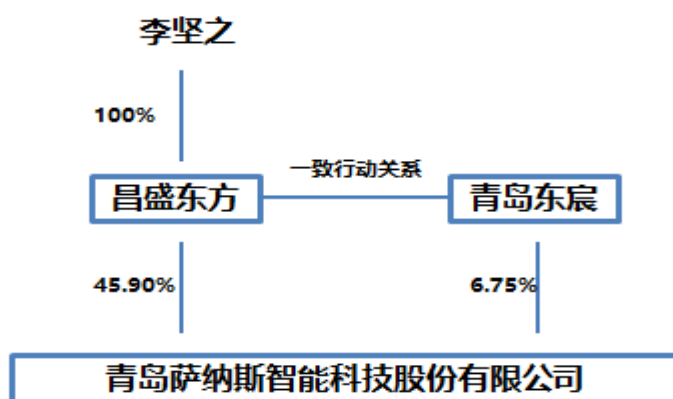 李坚之
100%
一致行动关系
昌盛东方
青岛东宸
45.90%
6.75%
青岛萨纳斯智能科技股份有限公司